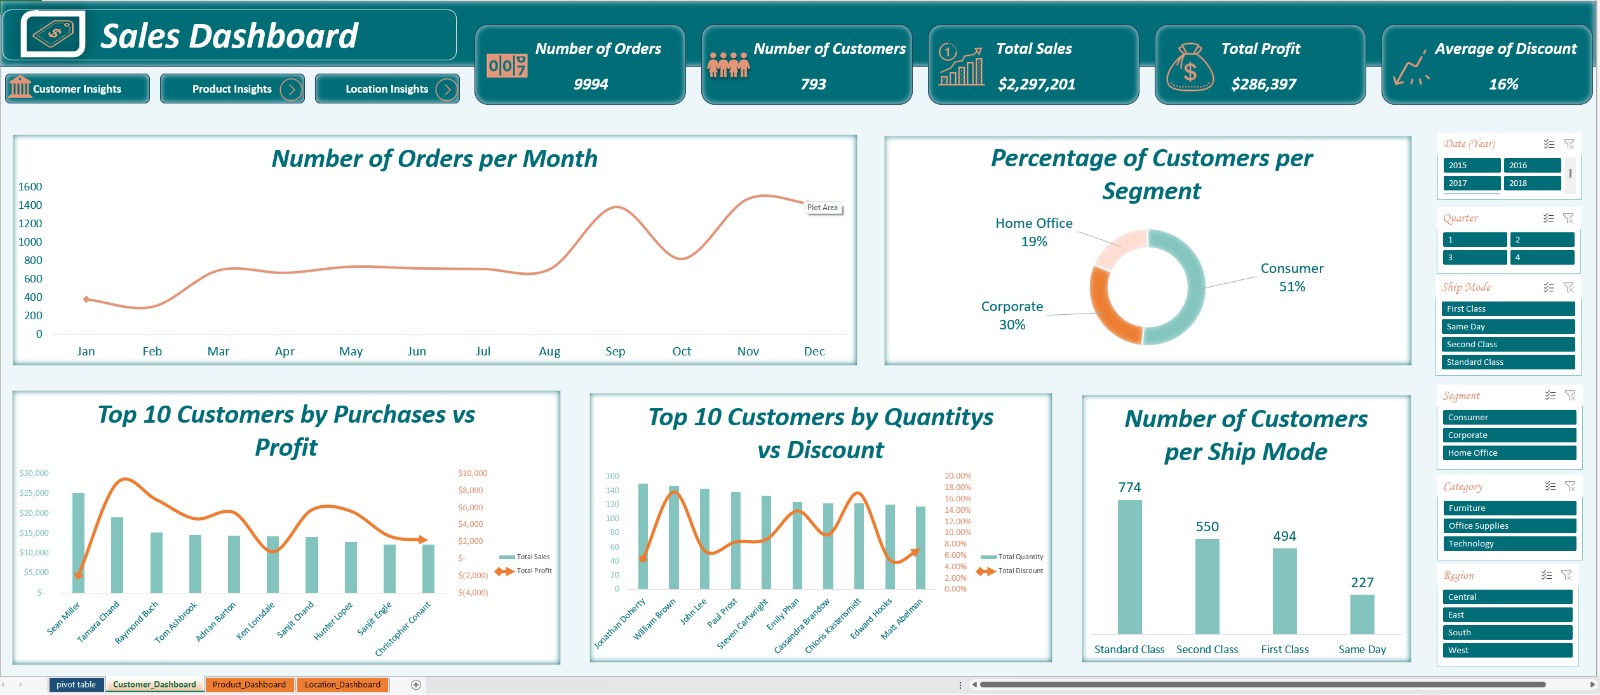 Sales Dashboard
Customer Insights
Product Insights
Location Insights
Number of Orders
9994
Number of Customers
793
Total Sales
$2,297,201
Total Profit
$286,397
Average of Discount
16%
Number of Orders per Month
1600
1400
1200
1000
800
600
400
200
0
Jan Feb Mar Apr May Jun Jul Aug Sep Oct Nov Dec
Plot Area
Percentage of Customers per
Segment
Home Office
19%
Consumer
51%
Corporate
30%
Date (Year)
2015 2016
2017 2018
Quarter
1 2
3 4
Ship Mode
First Class
Same Day
Second Class
Standard Class
Segment
Consumer
Corporate
Home Office
Category
Furniture
Office Supplies
Technology
Region
Central
East
South
West
Top 10 Customers by Purchases vs
Profit
$30,000
$25,000
$20,000
$15,000
$10,000
$5,000
$-
$10,000
$8,000
$6,000
$4,000
$2,000
$-
$(2,000)
$(4,000)
Total Sales
Total Profit
Sean Miller
Tamara Chand
Raymond Buch
Tom Ashbrook
Adrian Barton
Ken Lonsdale
Sanjit Chand
Hunter Lopez
Sanjit Engle
Christopher Conant
Top 10 Customers by Quantitys
vs Discount
160
140
120
100
80
60
40
20
0
20.00%
18.00%
16.00%
14.00%
12.00%
10.00%
8.00%
6.00%
4.00%
2.00%
0.00%
Total Quantity
Total Discount
Jonathan Doherty
William Brown
John Lee
Paul Prost
Steven Cartwright
Emily Phan
Cassandra Brandow
Chloris Kastensmidt
Edward Hooks
Matt Abelman
Number of Customers
per Ship Mode
774
550
494
227
Standard Class Second Class First Class Same Day
pivot table Customer_Dashboard Product_Dashboard Location_Dashboard